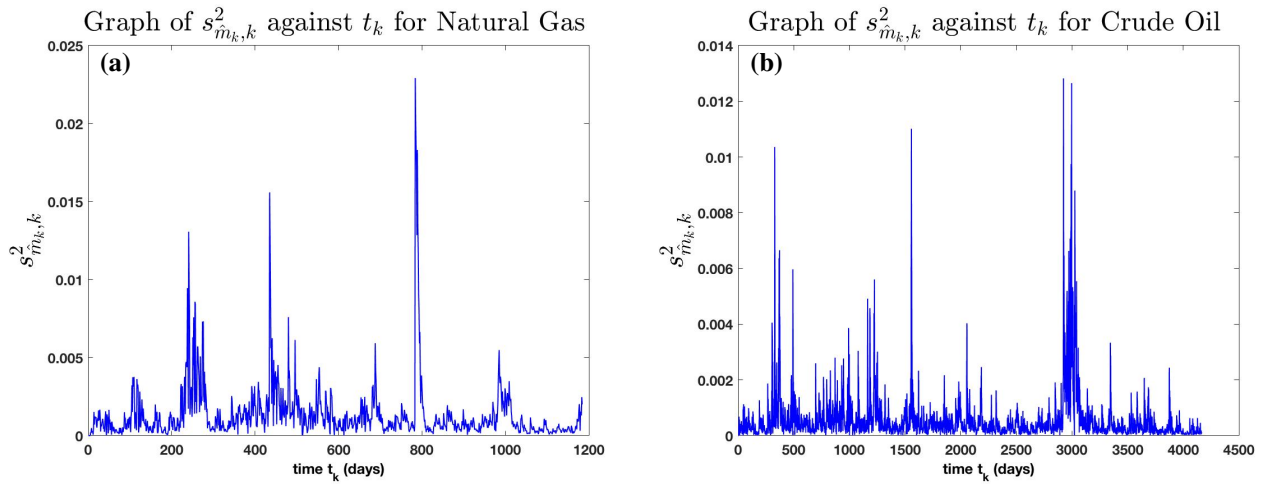 Graph of $s^2_{\hat{m}_k,k}$ against $t_k$ for Natural Gas
(a)
0.025
0.02
0.015
0.01
0.005
0
$s^2_{\hat{m}_k,k}$
0 200 400 600 800 1000 1200
time t_k (days)
Graph of $s^2_{\hat{m}_k,k}$ against $t_k$ for Crude Oil
(b)
0.014
0.012
0.01
0.008
0.006
0.004
0.002
0
$s^2_{\hat{m}_k,k}$
0 500 1000 1500 2000 2500 3000 3500 4000 4500
time t_k (days)